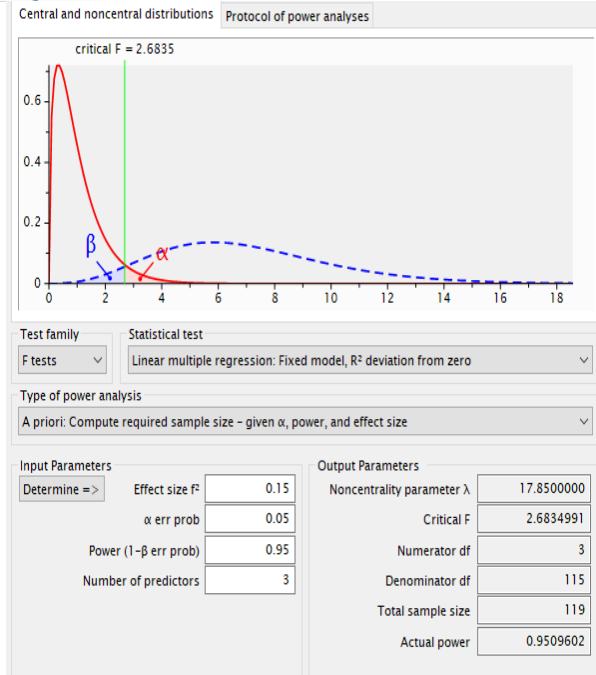 Central and noncentral distributions Protocol of power analyses
critical F = 2.6835
0.6
0.4
0.2
0
β
α
0 2 4 6 8 10 12 14 16 18
Test family Statistical test
F tests Linear multiple regression: Fixed model, R² deviation from zero
Type of power analysis
A priori: Compute required sample size – given α, power, and effect size
Input Parameters Output Parameters
Determine => Effect size f² 0.15 Noncentrality parameter λ 17.8500000
α err prob 0.05 Critical F 2.6834991
Power (1-β err prob) 0.95 Numerator df 3
Number of predictors 3 Denominator df 115
Total sample size 119
Actual power 0.9509602